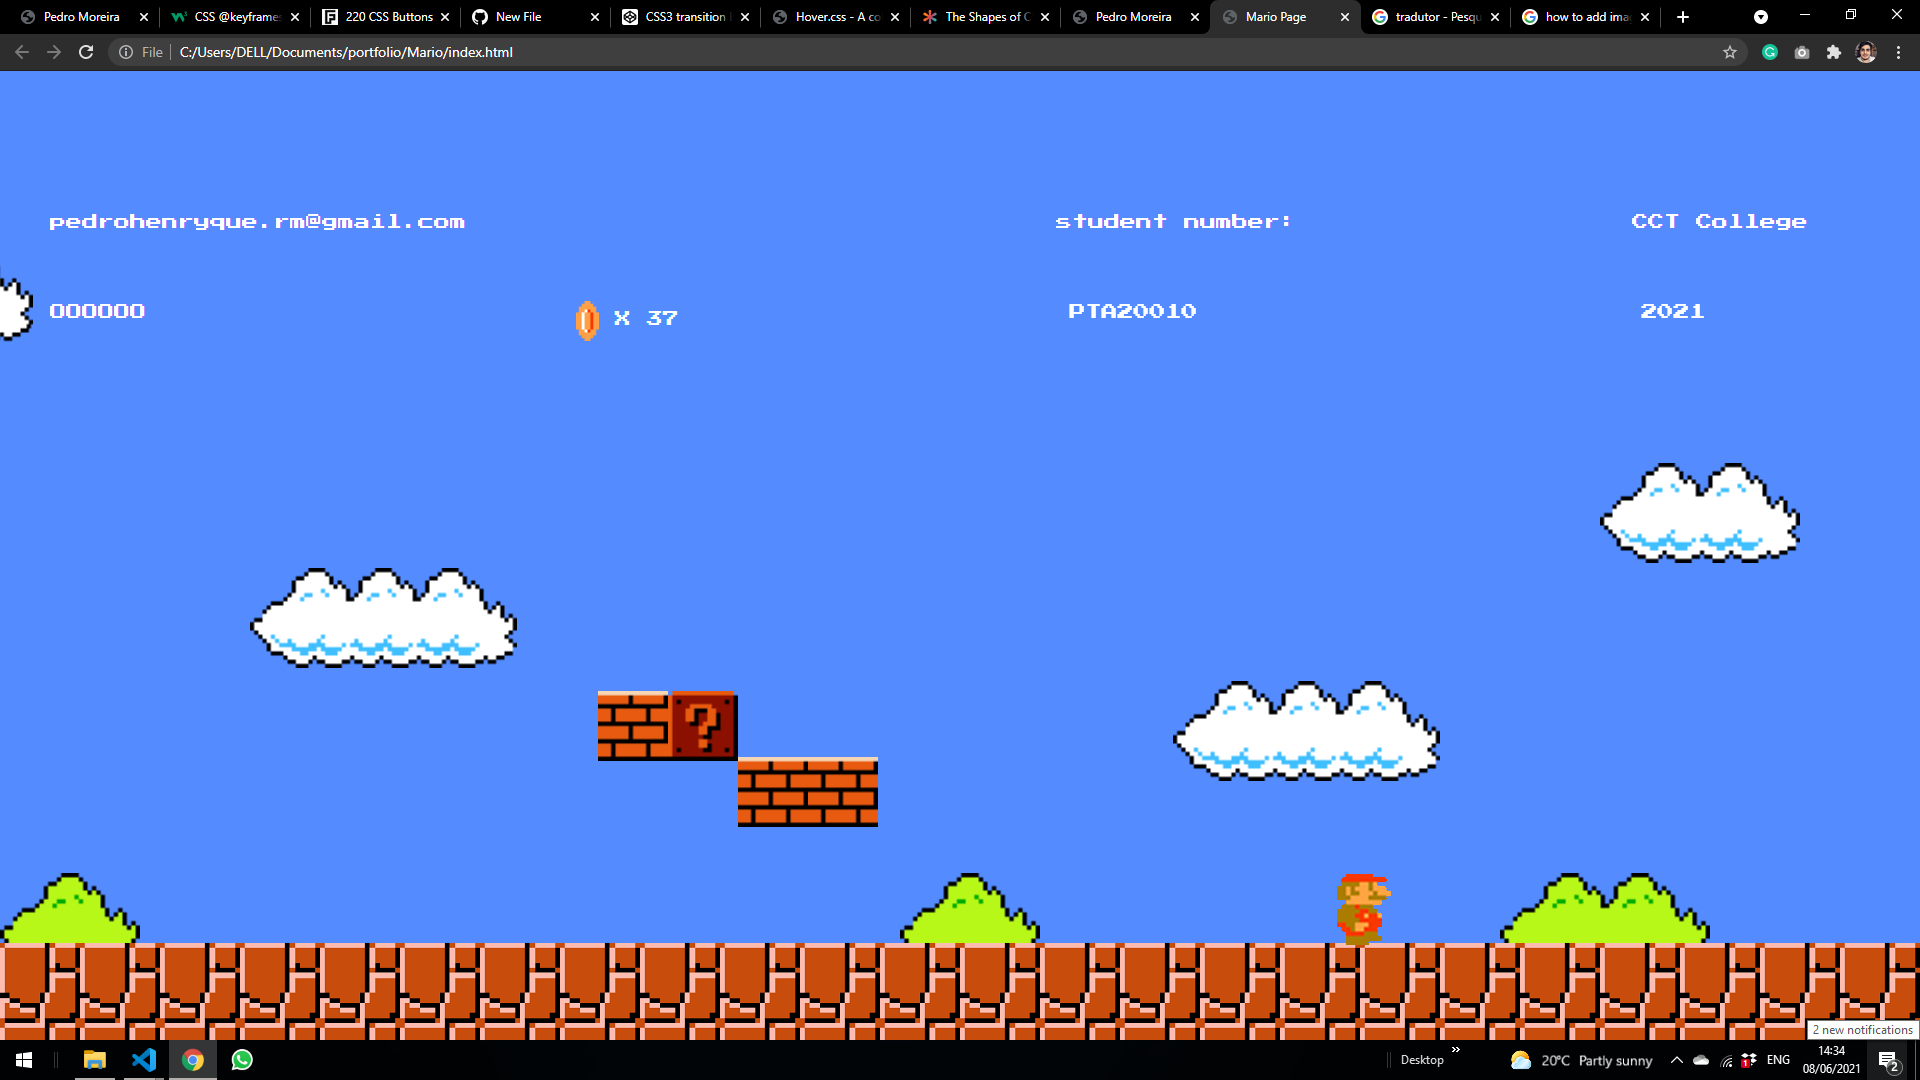 Pedro Moreira
CSS @keyframes
220 CSS Buttons
New File
CSS3 transition
Hover.css - A co
The Shapes of C
Pedro Moreira
Mario Page
tradutor - Pesqu
how to add ima
File
C:/Users/DELL/Documents/portfolio/Mario/index.html
pedrohenryque.rm@gmail.com
student number:
CCT College
000000
X 37
PTA20010
2021
?
2 new notifications
Desktop
20°C Partly sunny
1
ENG
14:34
08/06/2021
2